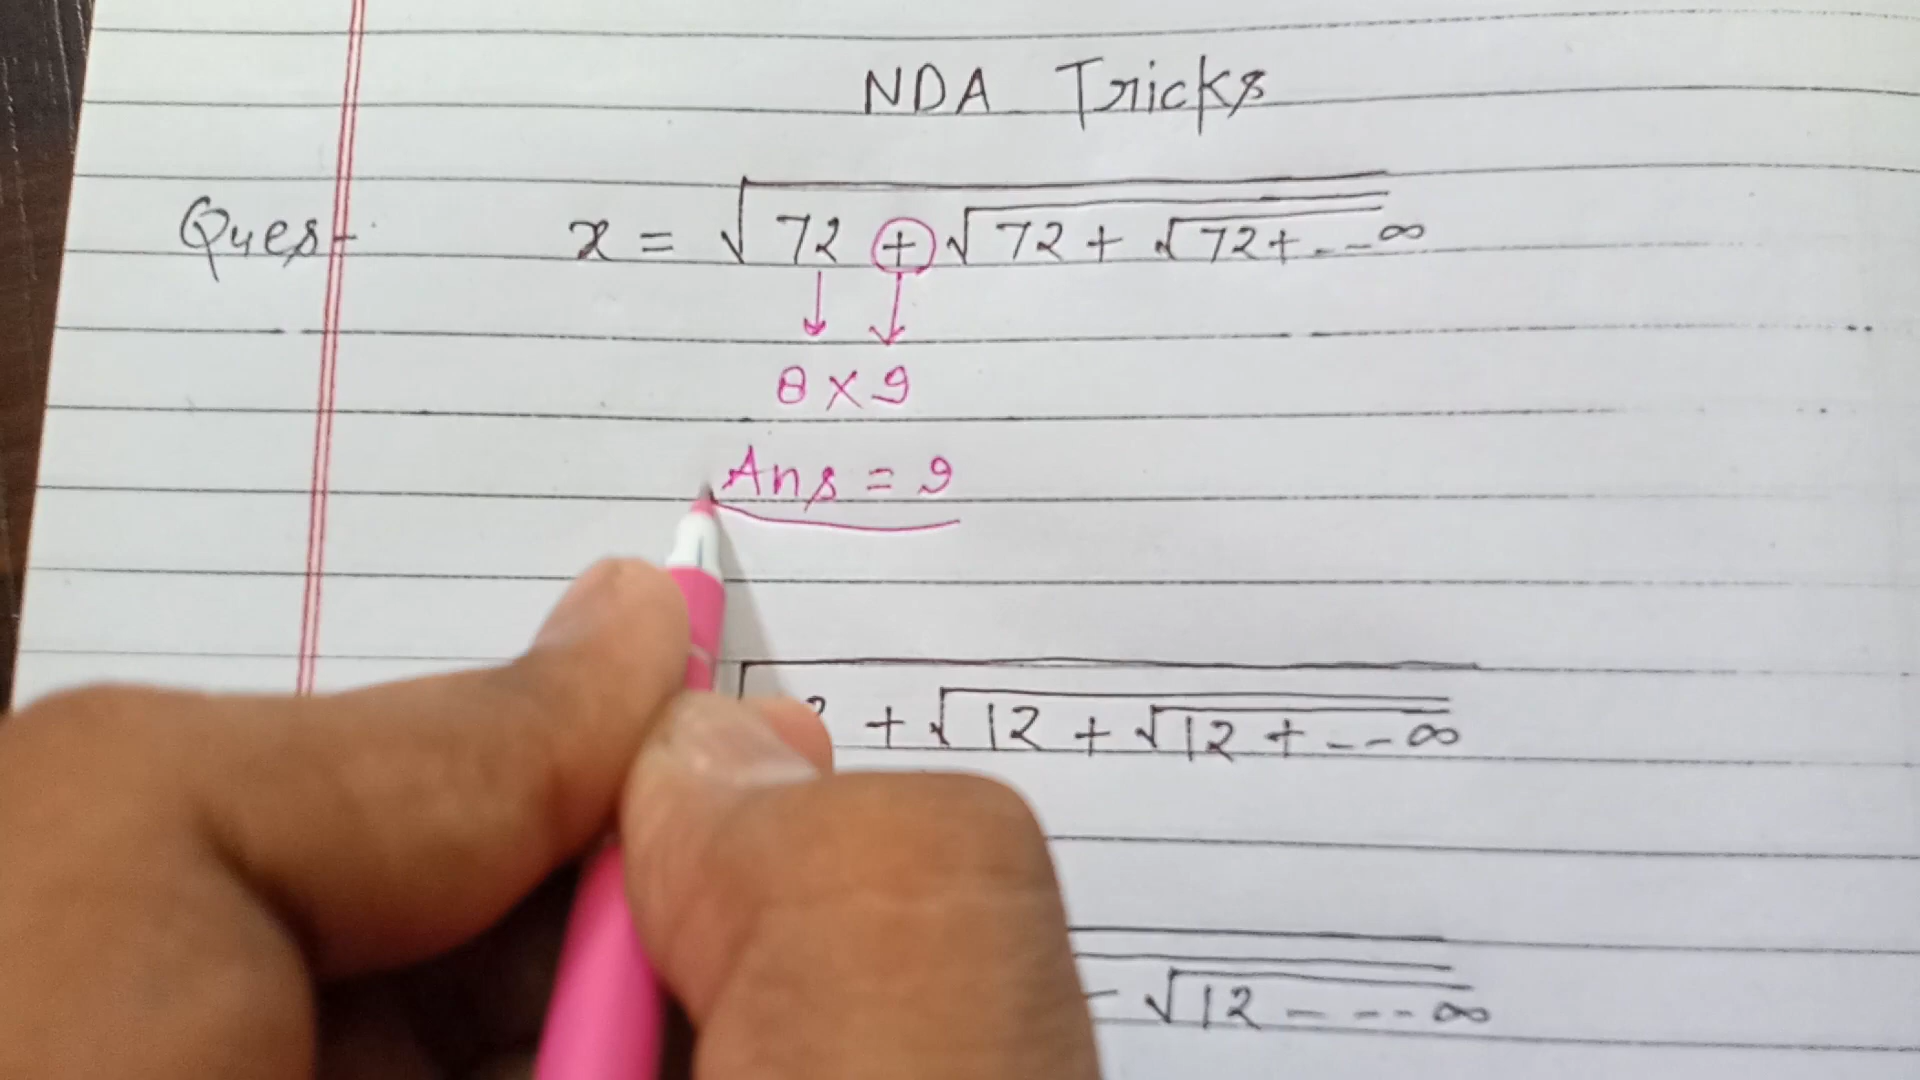 NDA Tricks
Ques- x = √72 + √72 + √72 + --- ∞
8 × 9
Ans = 9
+ √12 + √12 + --- ∞
- √12 - --- ∞